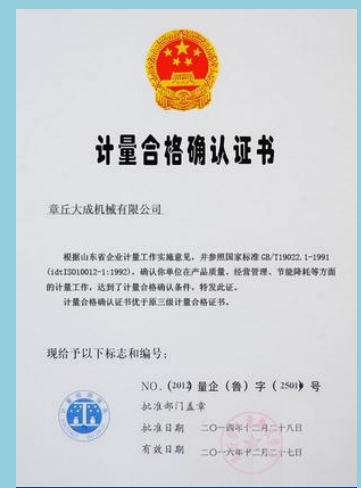 计量合格确认证书
章丘大成机械有限公司
根据山东省企业计量工作实施意见，并参照国家标准 GB/T19022.1-1991
(idtISO10012-1:1992)，确认你单位在产品质量、经营管理、节能降耗等方面
的计量工作，达到了计量合格确认条件，特发此证。
计量合格确认证书优于原三级计量合格证书。
现给予以下标志和编号：
NO.（2012）量企（鲁）字（2501）号
批准部门盖章
批准日期 二〇一四年十二月二十八日
有效日期 二〇一六年十二月二十七日